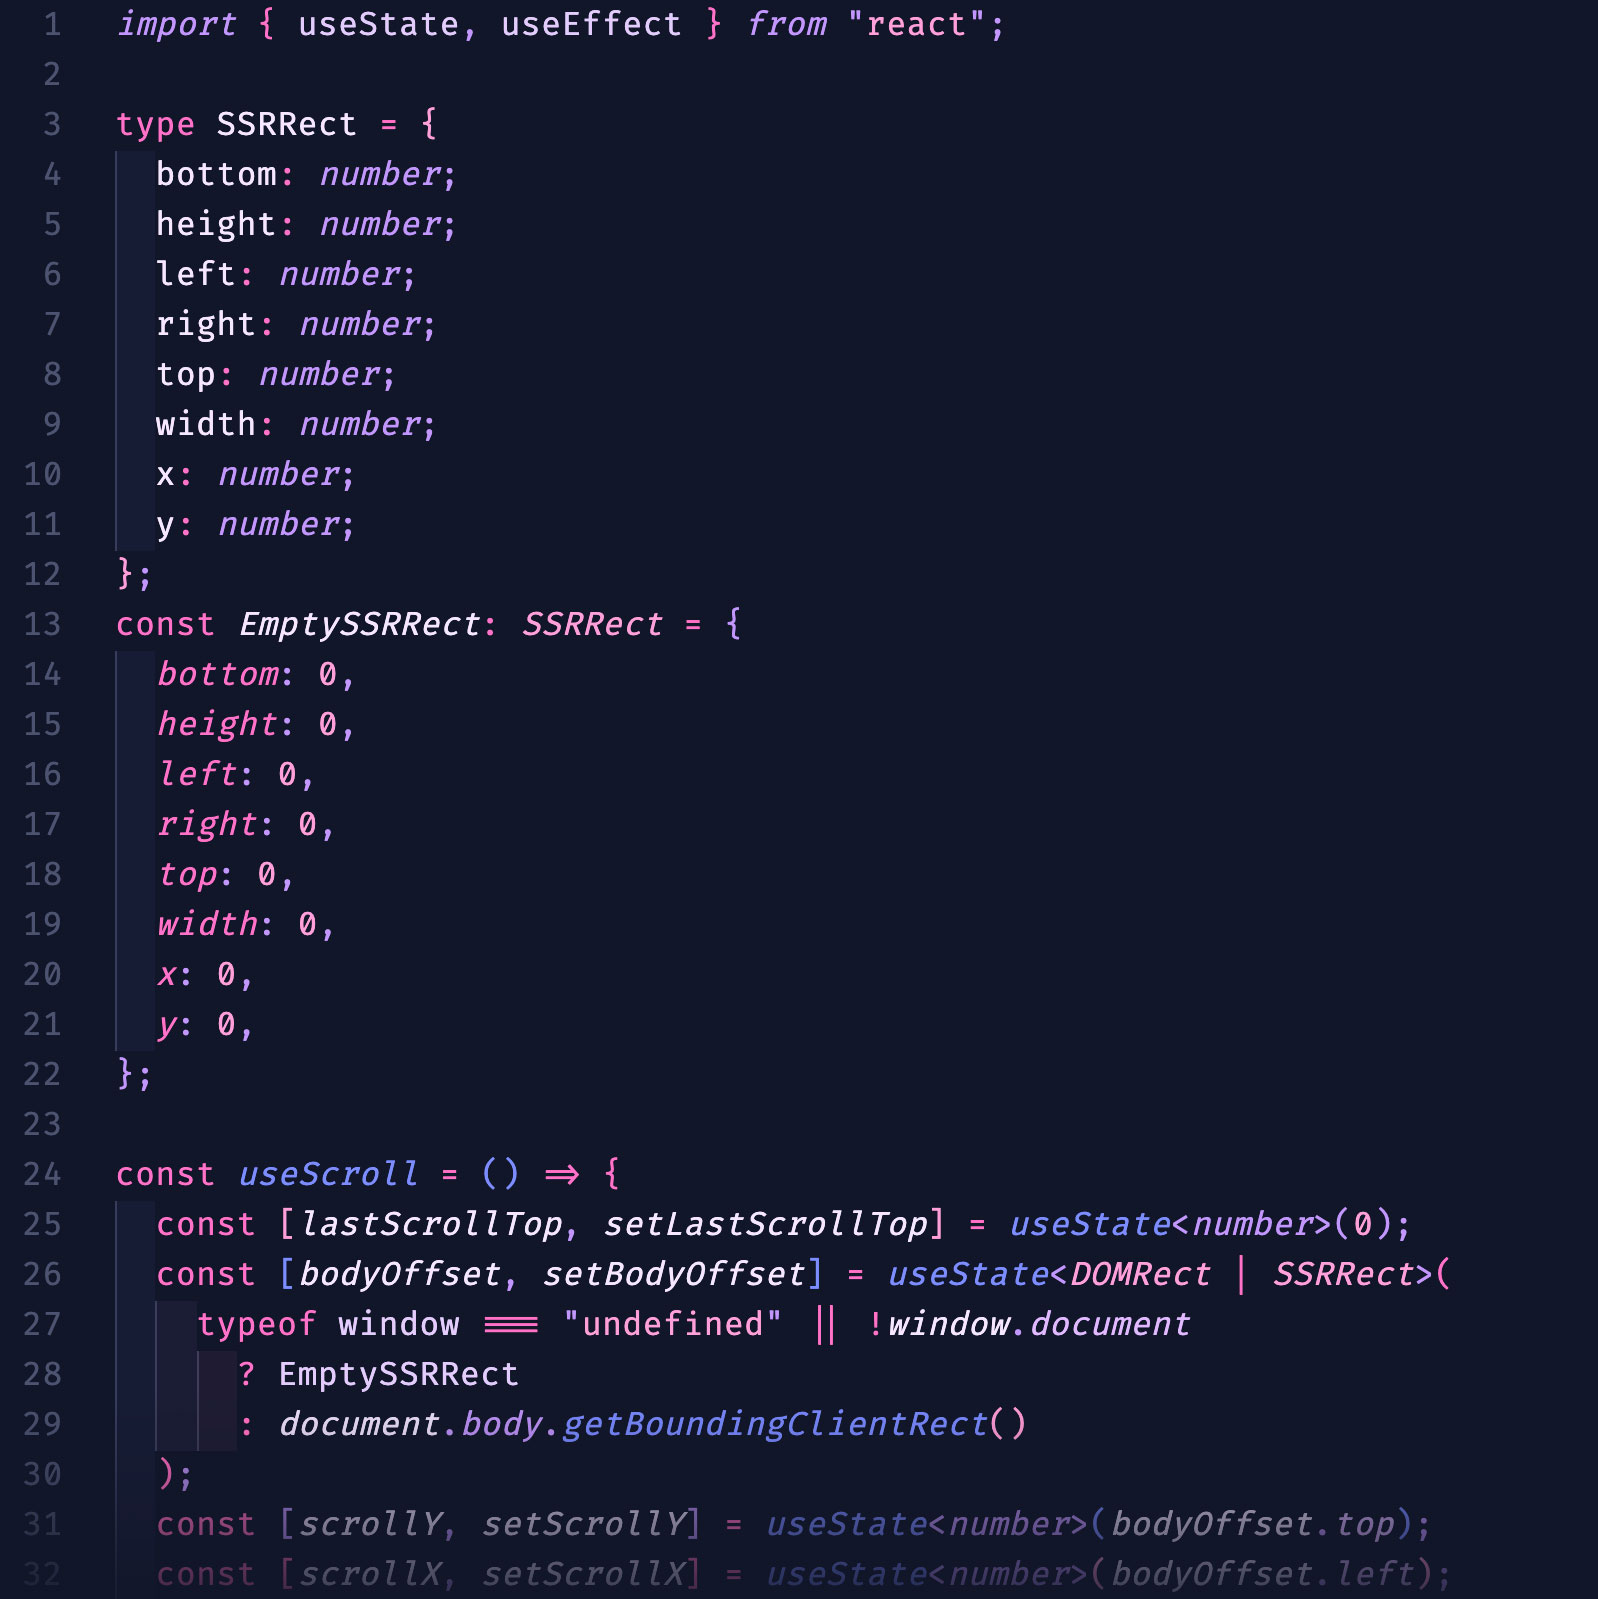 1 import { useState, useEffect } from "react";
2
3 type SSRRect = {
4 bottom: number;
5 height: number;
6 left: number;
7 right: number;
8 top: number;
9 width: number;
10 x: number;
11 y: number;
12 };
13 const EmptySSRRect: SSRRect = {
14 bottom: 0,
15 height: 0,
16 left: 0,
17 right: 0,
18 top: 0,
19 width: 0,
20 x: 0,
21 y: 0,
22 };
23
24 const useScroll = () => {
25 const [lastScrollTop, setLastScrollTop] = useState<number>(0);
26 const [bodyOffset, setBodyOffset] = useState<DOMRect | SSRRect>(
27 typeof window === "undefined" || !window.document
28 ? EmptySSRRect
29 : document.body.getBoundingClientRect()
30 );
31 const [scrollY, setScrollY] = useState<number>(bodyOffset.top);
32 const [scrollX, setScrollX] = useState<number>(bodyOffset.left);